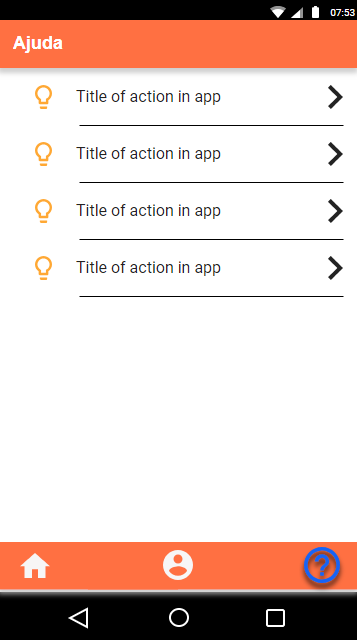 07:53
Ajuda
Title of action in app
Title of action in app
Title of action in app
Title of action in app
?